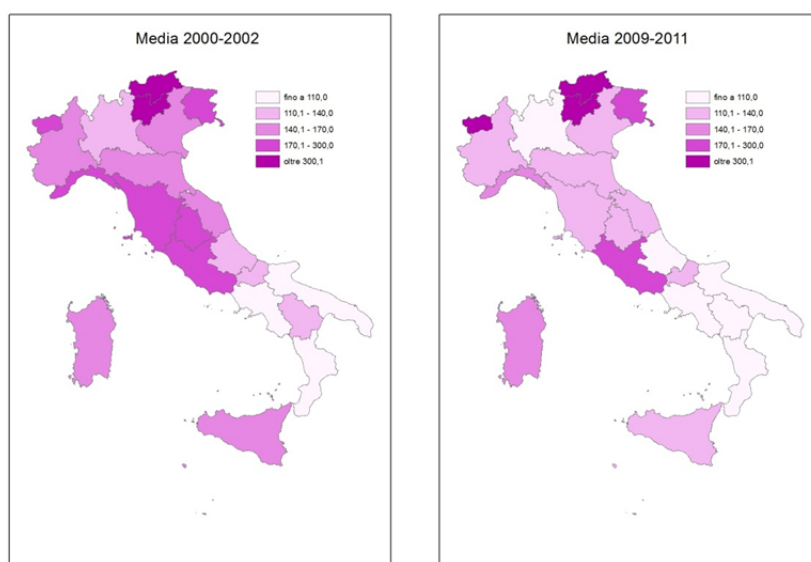 Media 2000-2002
fino a 110,0
110,1 - 140,0
140,1 - 170,0
170,1 - 300,0
oltre 300,1
Media 2009-2011
fino a 110,0
110,1 - 140,0
140,1 - 170,0
170,1 - 300,0
oltre 300,1